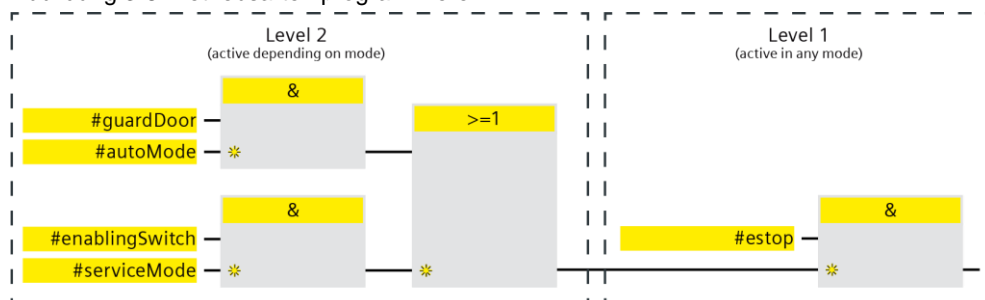 Level 2
(active depending on mode)
Level 1
(active in any mode)
&
#guardDoor
#autoMode
>=1
&
#enablingSwitch
#serviceMode
&
#estop